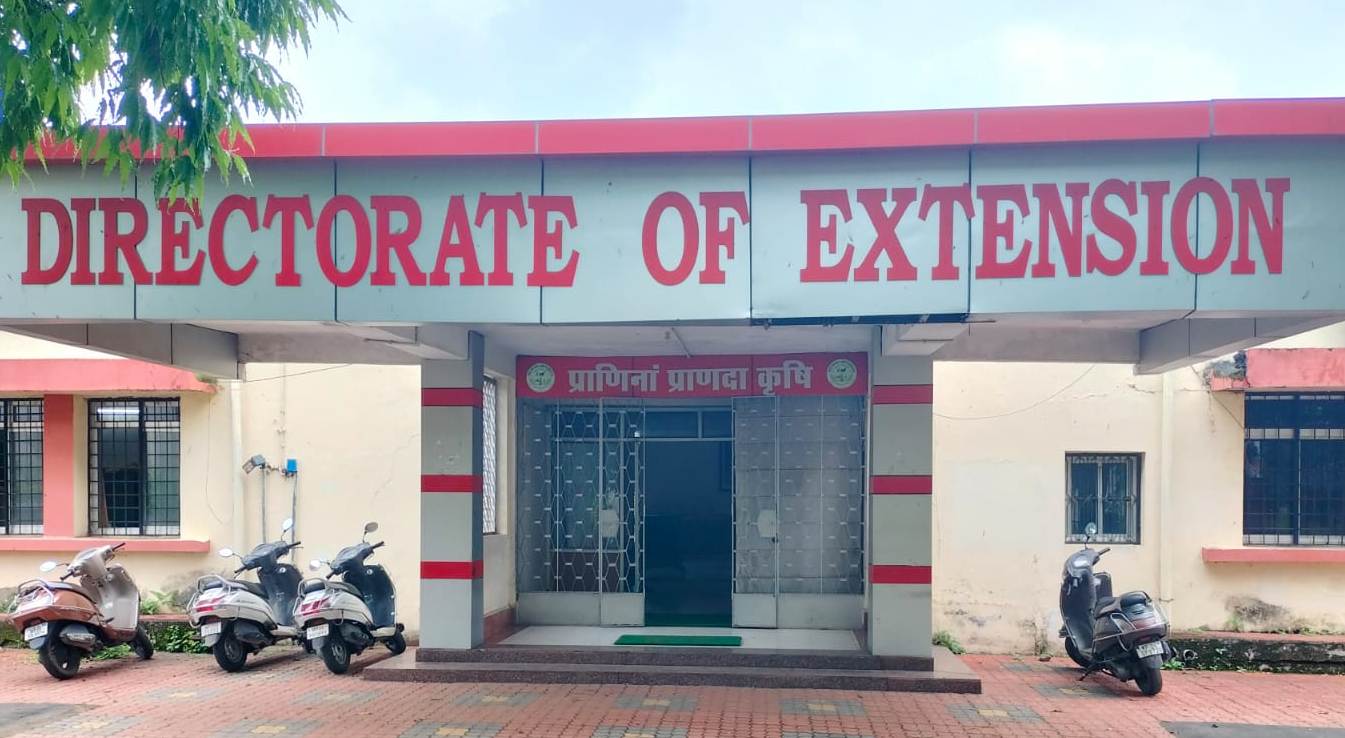 DIRECTORATE OF EXTENSION
प्राणिनां प्राणदा कृषि